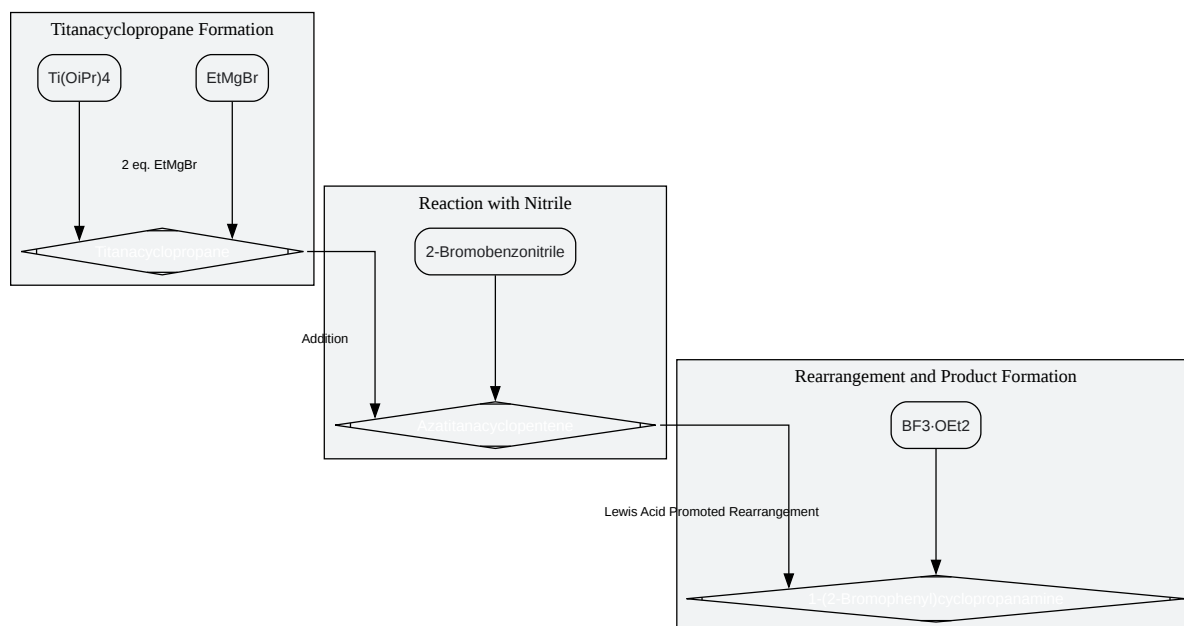 Titanacyclopropane Formation
Ti(OiPr)4
EtMgBr
2 eq. EtMgBr
Titanacyclopropane
Reaction with Nitrile
2-Bromobenzonitrile
Addition
Azatitanacyclopentene
Rearrangement and Product Formation
BF3·OEt2
Lewis Acid Promoted Rearrangement
1-(2-Bromophenyl)cyclopropanamine